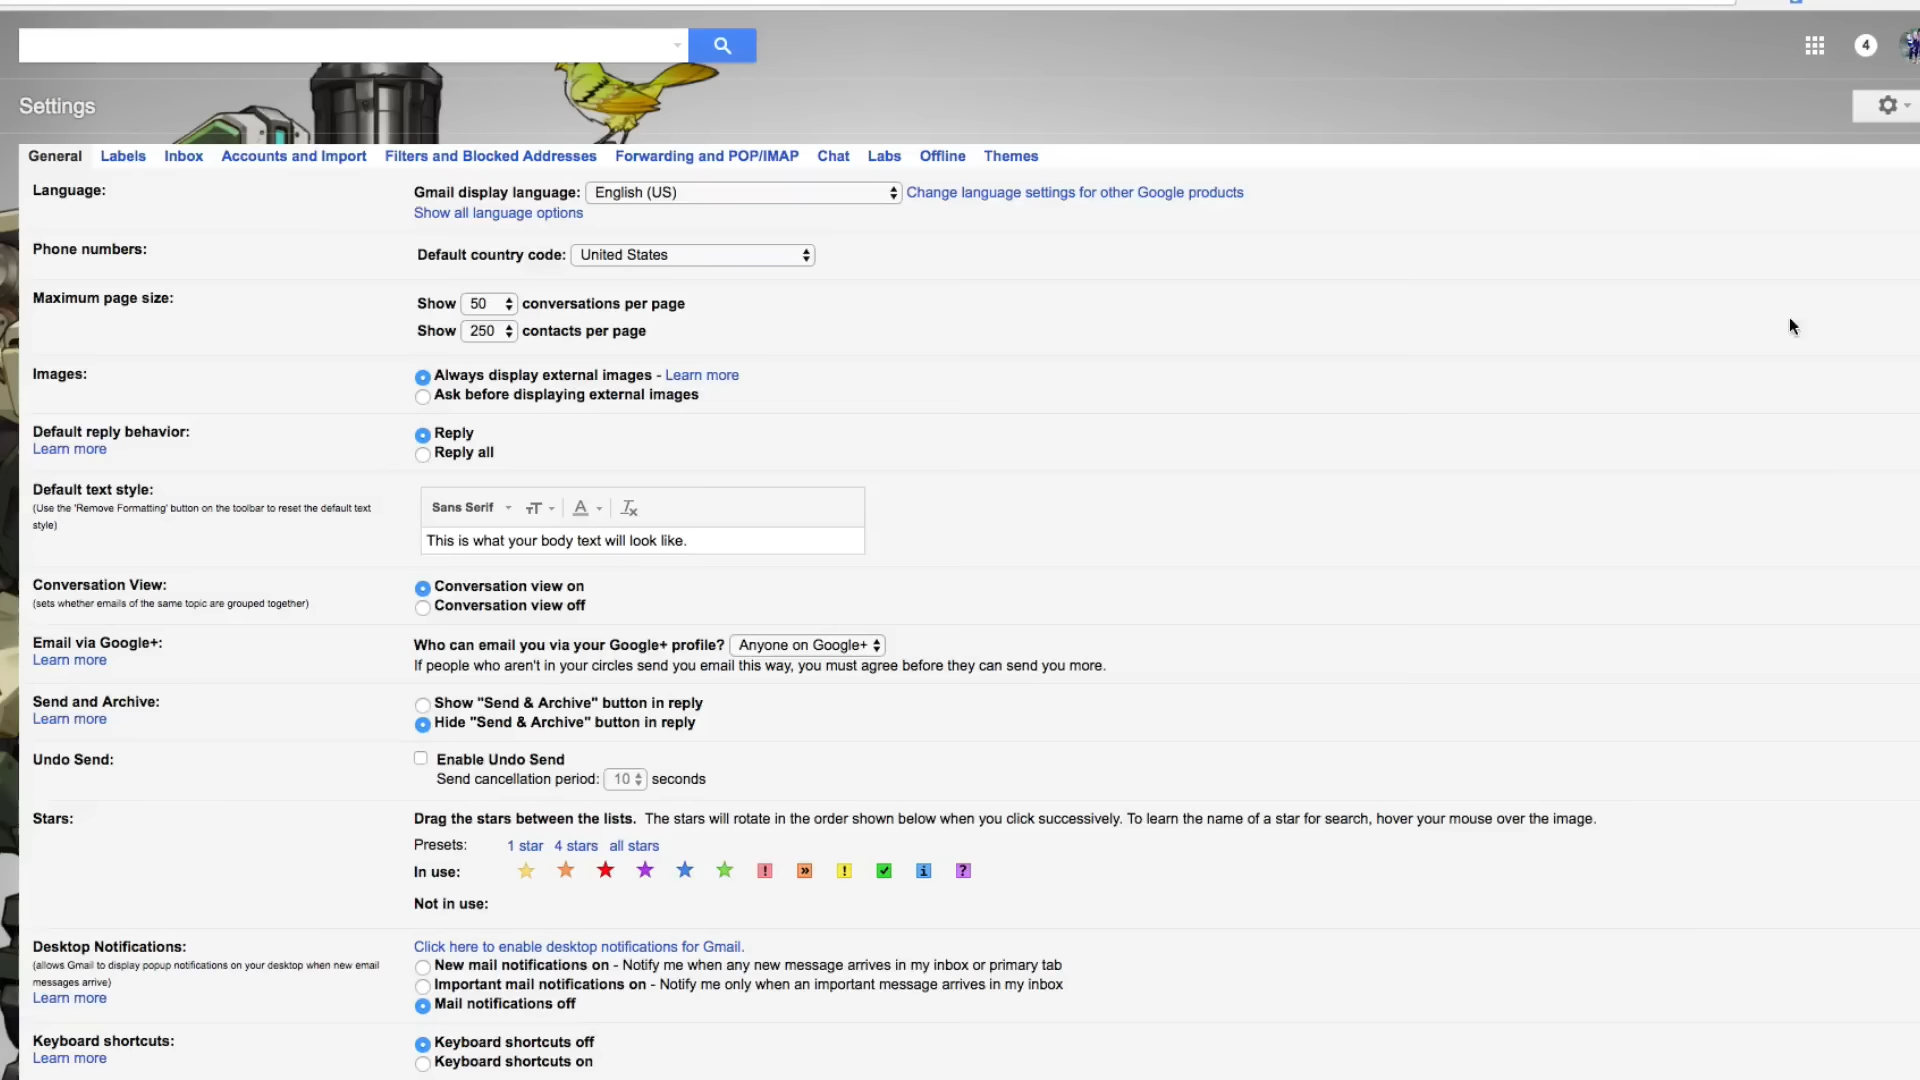 4
Settings
General Labels Inbox Accounts and Import Filters and Blocked Addresses Forwarding and POP/IMAP Chat Labs Offline Themes
Language:
Gmail display language: English (US) Change language settings for other Google products
Show all language options
Phone numbers:
Default country code: United States
Maximum page size:
Show 50 conversations per page
Show 250 contacts per page
Images:
Always display external images - Learn more
Ask before displaying external images
Default reply behavior:
Learn more
Reply
Reply all
Default text style:
(Use the 'Remove Formatting' button on the toolbar to reset the default text
style)
Sans Serif
This is what your body text will look like.
Conversation View:
(sets whether emails of the same topic are grouped together)
Conversation view on
Conversation view off
Email via Google+:
Learn more
Who can email you via your Google+ profile? Anyone on Google+
If people who aren't in your circles send you email this way, you must agree before they can send you more.
Send and Archive:
Learn more
Show "Send & Archive" button in reply
Hide "Send & Archive" button in reply
Undo Send:
Enable Undo Send
Send cancellation period: 10 seconds
Stars:
Drag the stars between the lists. The stars will rotate in the order shown below when you click successively. To learn the name of a star for search, hover your mouse over the image.
Presets: 1 star 4 stars all stars
In use:
Not in use:
Desktop Notifications:
(allows Gmail to display popup notifications on your desktop when new email
messages arrive)
Learn more
Click here to enable desktop notifications for Gmail.
New mail notifications on - Notify me when any new message arrives in my inbox or primary tab
Important mail notifications on - Notify me only when an important message arrives in my inbox
Mail notifications off
Keyboard shortcuts:
Learn more
Keyboard shortcuts off
Keyboard shortcuts on